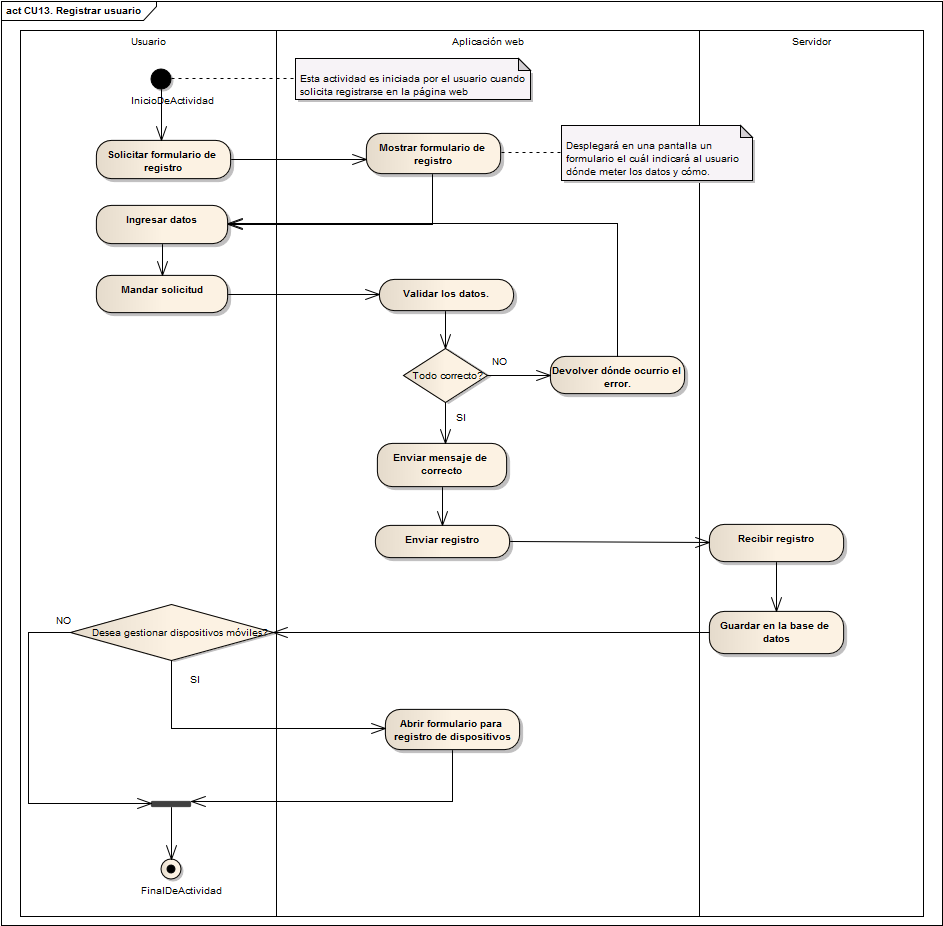 act CU13. Registrar usuario
Usuario
Aplicación web
Servidor
InicioDeActividad
Esta actividad es iniciada por el usuario cuando
solicita registrarse en la página web
Solicitar formulario de
registro
Mostrar formulario de
registro
Desplegará en una pantalla un
formulario el cuál indicará al usuario
dónde meter los datos y cómo.
Ingresar datos
Mandar solicitud
Validar los datos.
Todo correcto?
NO
Devolver dónde ocurrio el
error.
SI
Enviar mensaje de
correcto
Enviar registro
Recibir registro
Guardar en la base de
datos
NO
Desea gestionar dispositivos móviles?
SI
Abrir formulario para
registro de dispositivos
FinalDeActividad